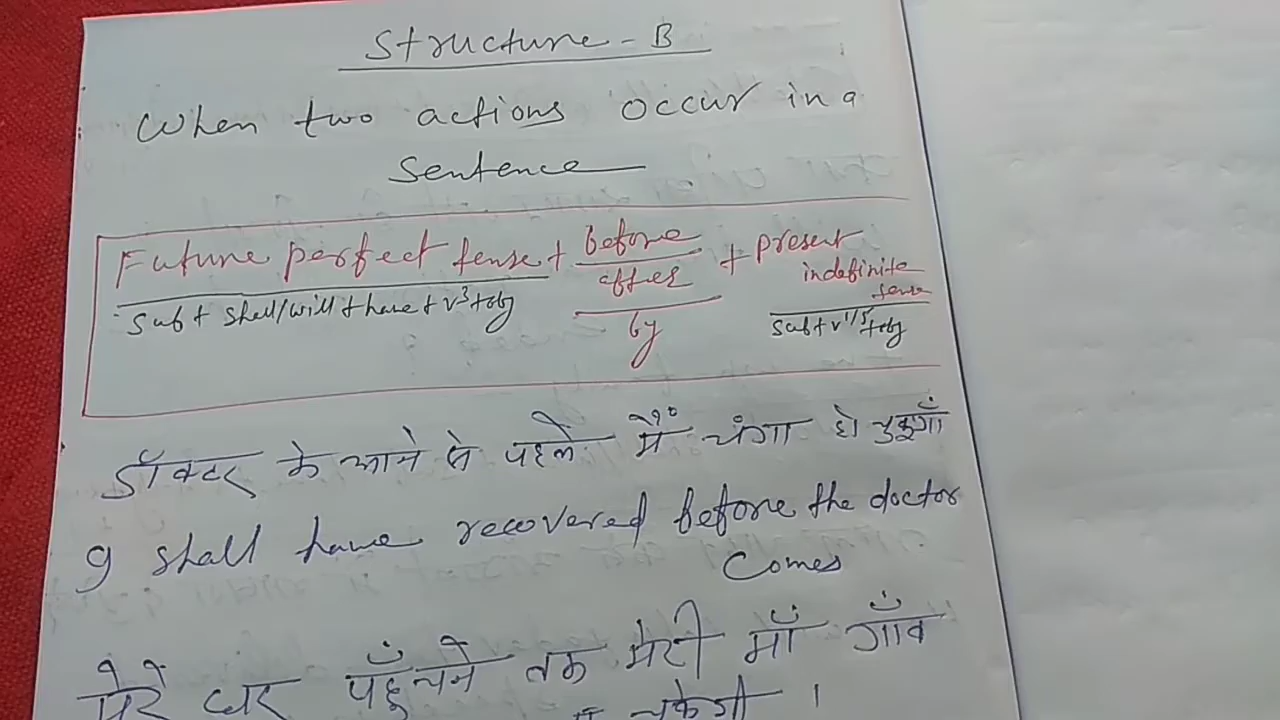 Structure - B
When two actions occur in a
sentence
Future perfect tense + before / after / by + present indefinite tense
Sub + shall/will + have + v³ + obj
Sub + v¹/⁵ + obj
डॉक्टर के आने से पहले मैं चंगा हो चुकूँगा
I shall have recovered before the doctor
Comes
मेरे घर पहुँचने तक मेरी माँ गाँव
चुकेगी ।